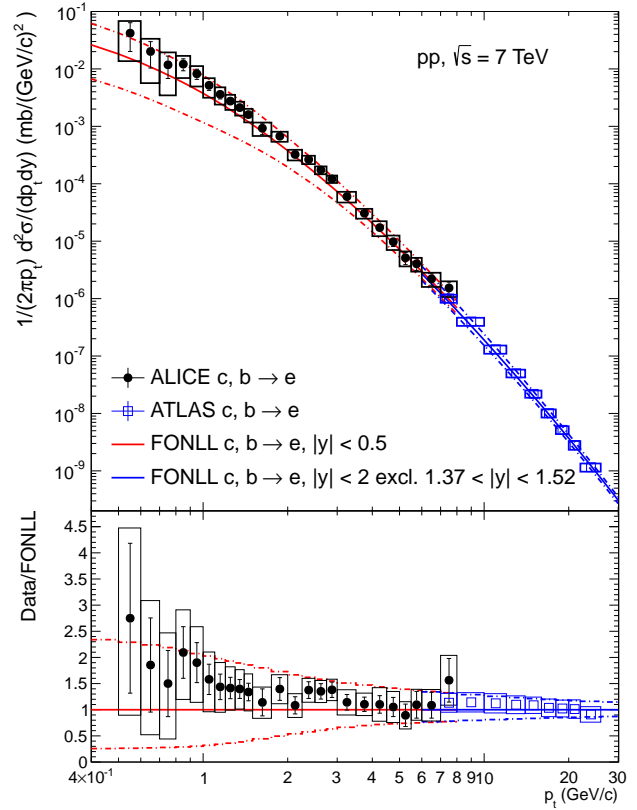 1/(2πp_t) d²σ/(dp_t dy) (mb/(GeV/c)²)
10⁻¹
10⁻²
10⁻³
10⁻⁴
10⁻⁵
10⁻⁶
10⁻⁷
10⁻⁸
10⁻⁹
pp, √s = 7 TeV
ALICE c, b → e
ATLAS c, b → e
FONLL c, b → e, |y| < 0.5
FONLL c, b → e, |y| < 2 excl. 1.37 < |y| < 1.52
Data/FONLL
4.5
4
3.5
3
2.5
2
1.5
1
0.5
0
4×10⁻¹ 1 2 3 4 5 6 7 8 910 20 30
p_t (GeV/c)